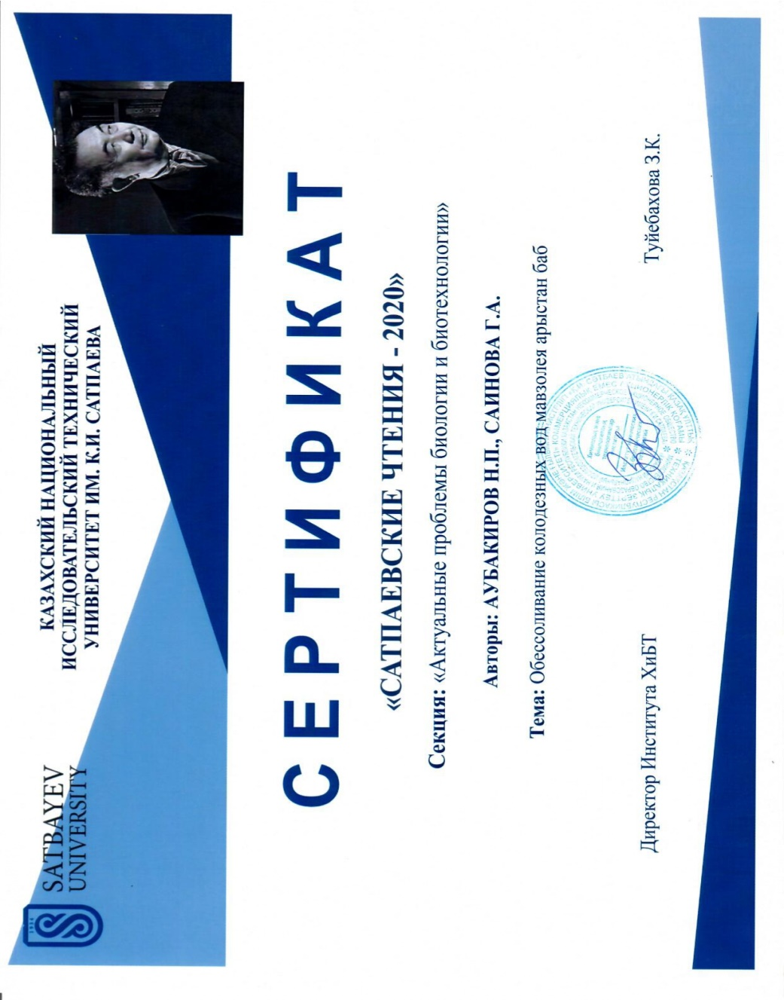 SATBAYEV
UNIVERSITY
КАЗАХСКИЙ НАЦИОНАЛЬНЫЙ
ИССЛЕДОВАТЕЛЬСКИЙ ТЕХНИЧЕСКИЙ
УНИВЕРСИТЕТ ИМ. К.И. САТПАЕВА
СЕРТИФИКАТ
«САТПАЕВСКИЕ ЧТЕНИЯ - 2020»
Секция: «Актуальные проблемы биологии и биотехнологии»
Авторы: АУБАКИРОВ Н.П., САИНОВА Г.А.
Тема: Обессоливание колодезных вод мавзолея арыстан баб
Директор Института ХиБТ
Туйебахова З.К.